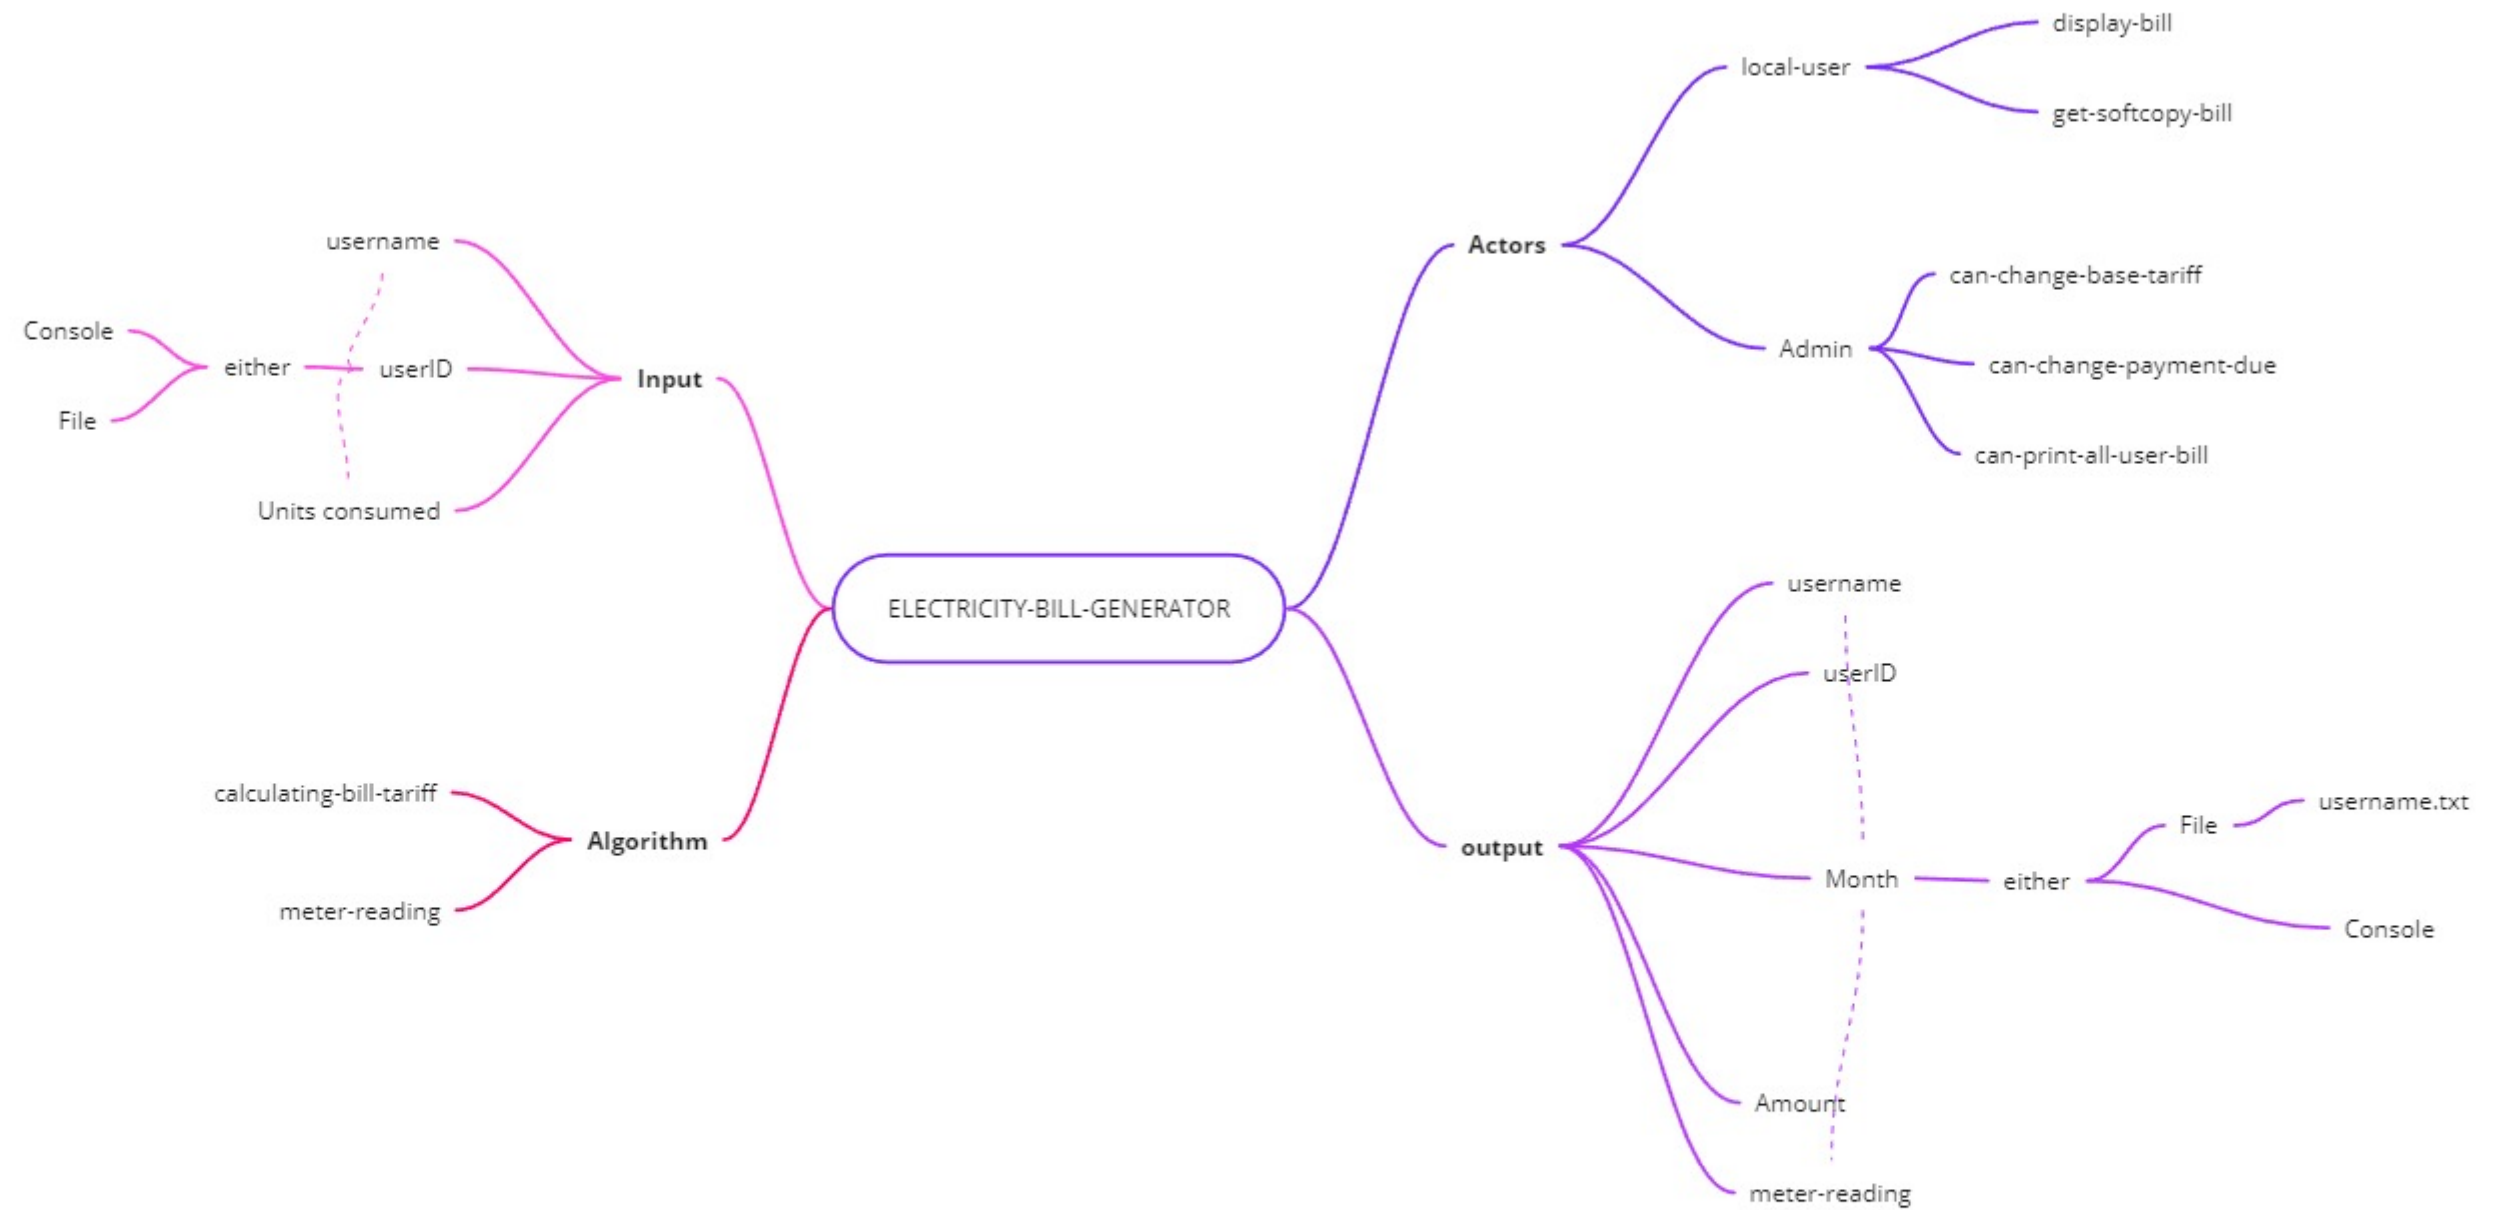 display-bill
local-user
get-softcopy-bill
username
Actors
can-change-base-tariff
Console
either
userID
Input
Admin
can-change-payment-due
File
can-print-all-user-bill
Units consumed
ELECTRICITY-BILL-GENERATOR
username
userID
calculating-bill-tariff
username.txt
File
Algorithm
output
Month
either
meter-reading
Console
Amount
meter-reading